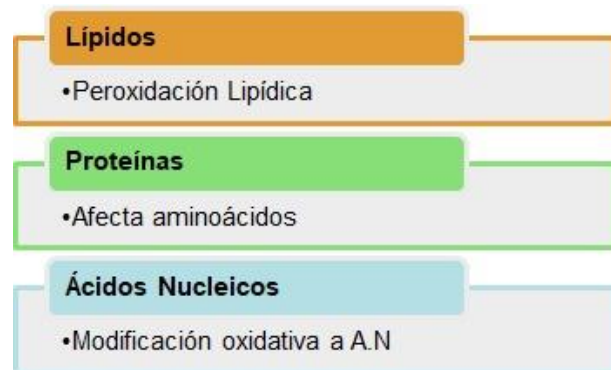 Lípidos
•Peroxidación Lipídica
Proteínas
•Afecta aminoácidos
Ácidos Nucleicos
•Modificación oxidativa a A.N